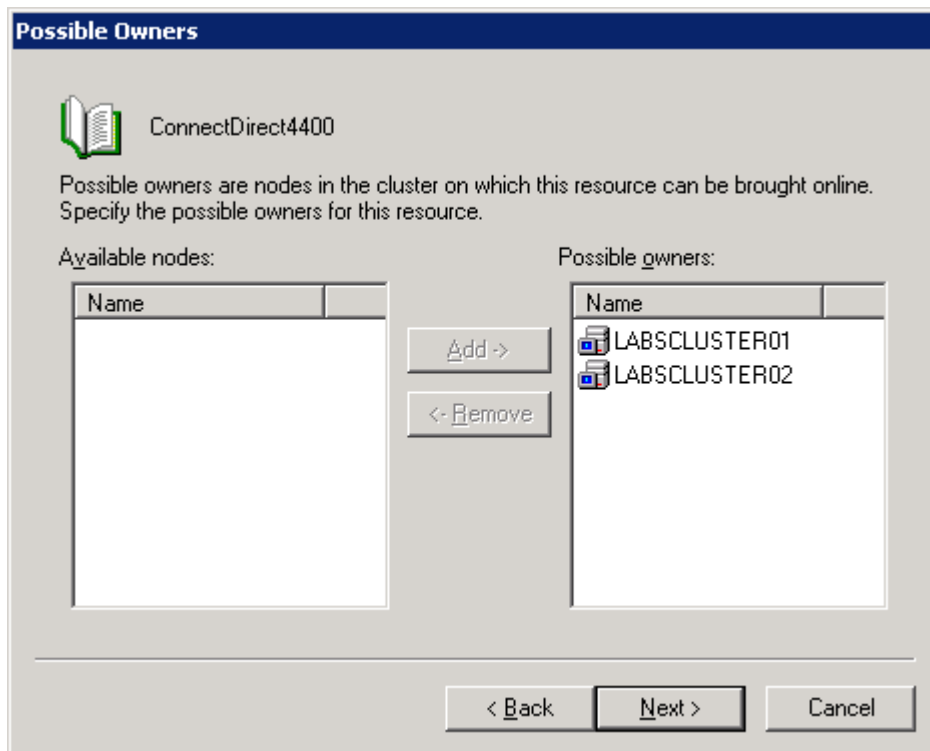 Possible Owners
ConnectDirect4400
Possible owners are nodes in the cluster on which this resource can be brought online.
Specify the possible owners for this resource.
Available nodes:
Possible owners:
Name
Name
Add ->
LABSCLUSTER01
LABSCLUSTER02
<- Remove
< Back
Next >
Cancel